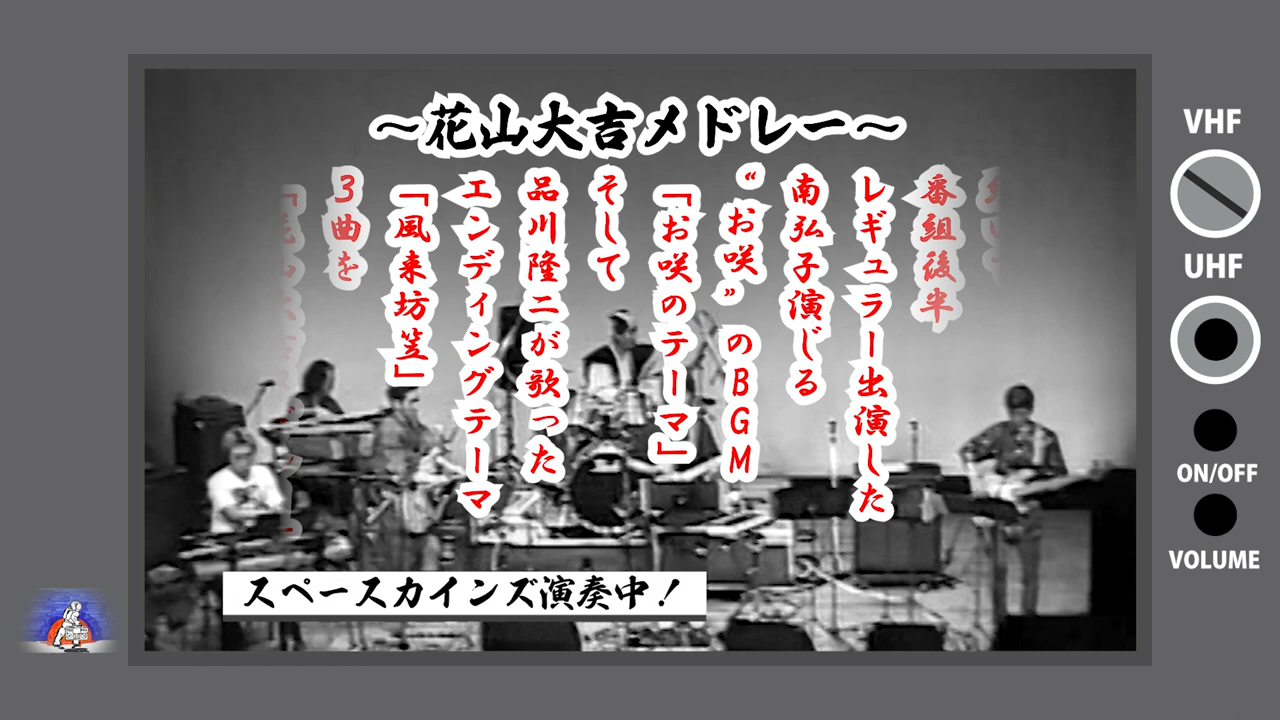 ～花山大吉メドレー～
番組後半
レギュラー出演した
南弘子演じる
“お咲”のBGM
「お咲のテーマ」
そして
品川隆二が歌った
エンディングテーマ
「風来坊笠」
3曲を
スペースカインズ演奏中！
VHF
UHF
ON/OFF
VOLUME